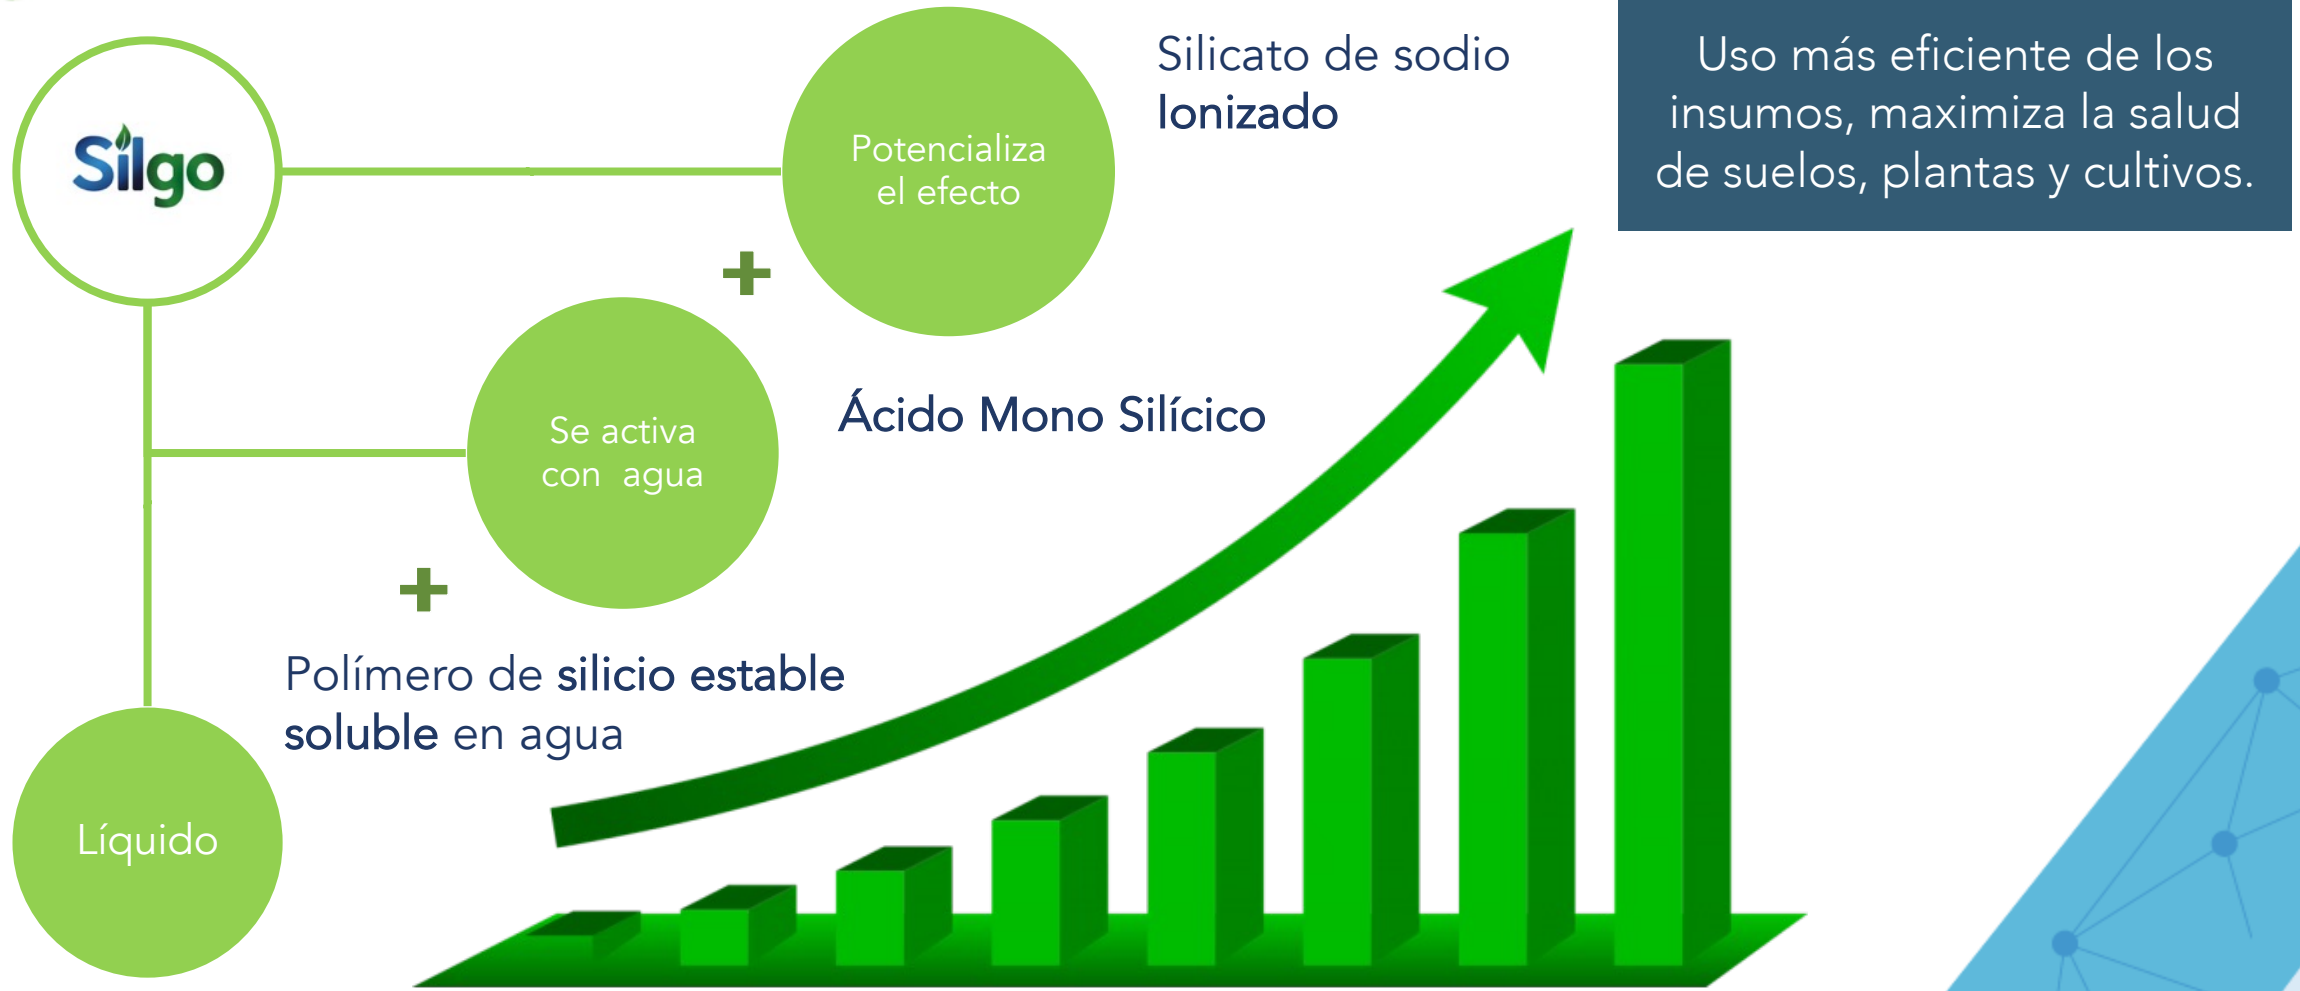 Silgo
Potencializa
el efecto
Silicato de sodio
Ionizado
Uso más eficiente de los
insumos, maximiza la salud
de suelos, plantas y cultivos.
+
Se activa
con agua
Ácido Mono Silícico
+
Polímero de silicio estable
soluble en agua
Líquido